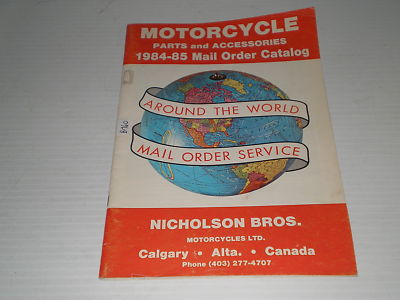 MOTORCYCLE
PARTS and ACCESSORIES
1984-85 Mail Order Catalog
AROUND THE WORLD
MAIL ORDER SERVICE
NICHOLSON BROS.
MOTORCYCLES LTD.
Calgary • Alta. • Canada
Phone (403) 277-4707